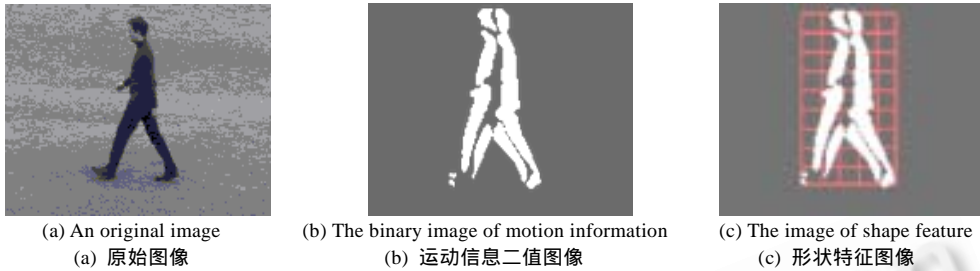 (a) An original image
(b) The binary image of motion information
(c) The image of shape feature
(a) 原始图像
(b) 运动信息二值图像
(c) 形状特征图像